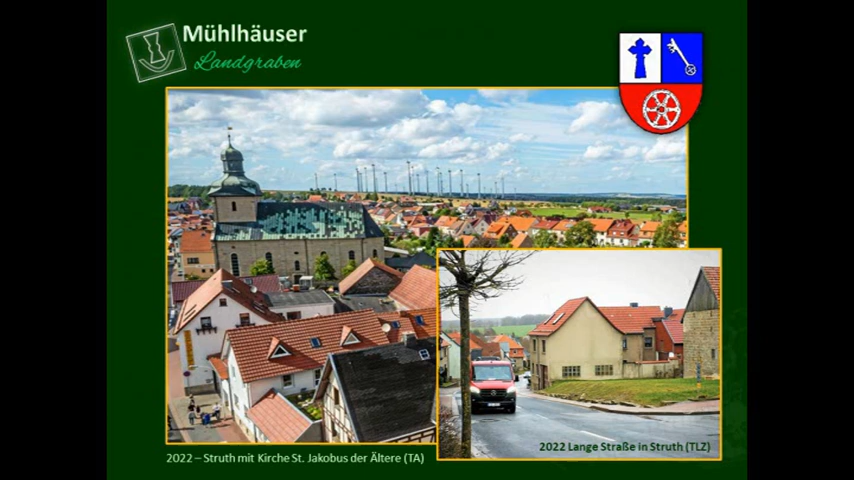 Mühlhäuser
Landgraben
2022 Lange Straße in Struth (TLZ)
2022 – Struth mit Kirche St. Jakobus der Ältere (TA)